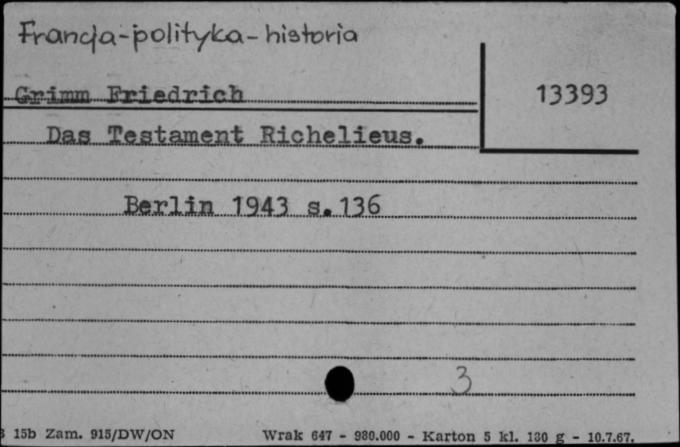 Francja-polityka-historia
Grimm Friedrich
13393
Das Testament Richelieus.
Berlin 1943 s.136
3
15b Zam. 915/DW/ON Wrak 647 - 980.000 - Karton 5 kl. 130 g - 10.7.67.